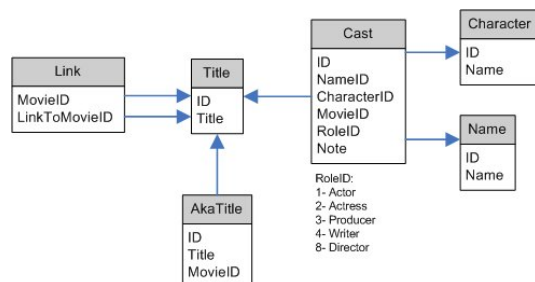 Link
MovieID
LinkToMovieID
Title
ID
Title
AkaTitle
ID
Title
MovieID
Cast
ID
NameID
CharacterID
MovieID
RoleID
Note
RoleID:
1- Actor
2- Actress
3- Producer
4- Writer
8- Director
Character
ID
Name
Name
ID
Name